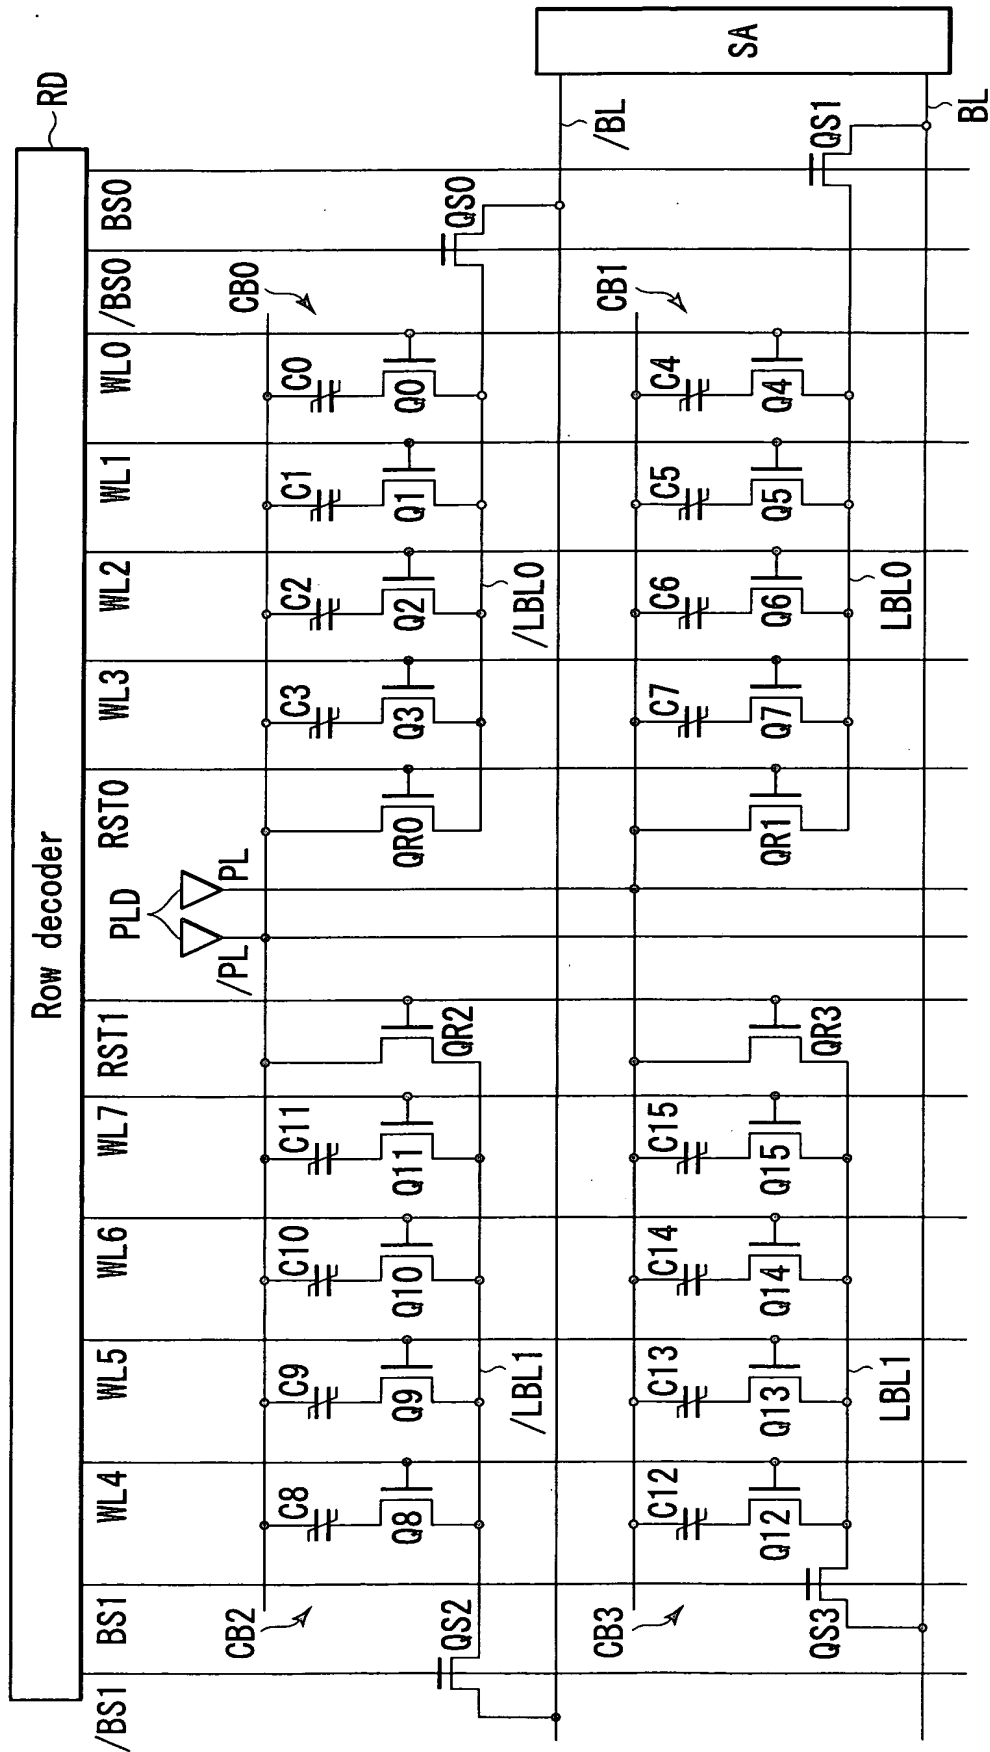 Row decoder
RD
/BS1
BS1
WL4
WL5
WL6
WL7
RST1
/PL
PLD
PL
RST0
WL3
WL2
WL1
WL0
/BS0
BS0
CB2
C8
C9
C10
C11
C3
C2
C1
C0
CB0
QS2
Q8
Q9
Q10
Q11
QR2
QR0
Q3
Q2
Q1
Q0
QS0
/LBL1
/LBL0
/BL
SA
CB3
C12
C13
C14
C15
C7
C6
C5
C4
CB1
QS3
Q12
Q13
Q14
Q15
QR3
QR1
Q7
Q6
Q5
Q4
QS1
LBL1
LBL0
BL